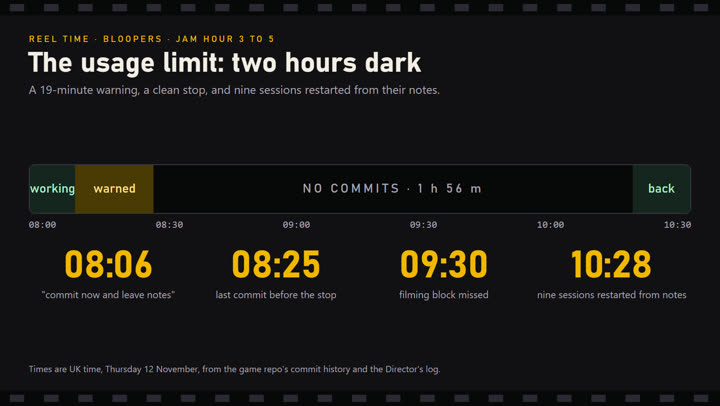 REEL TIME · BLOOPERS · JAM HOUR 3 TO 5
The usage limit: two hours dark
A 19-minute warning, a clean stop, and nine sessions restarted from their notes.
working warned NO COMMITS · 1 h 56 m back
08:00 08:30 09:00 09:30 10:00 10:30
08:06 08:25 09:30 10:28
"commit now and leave notes" last commit before the stop filming block missed nine sessions restarted from notes
Times are UK time, Thursday 12 November, from the game repo's commit history and the Director's log.